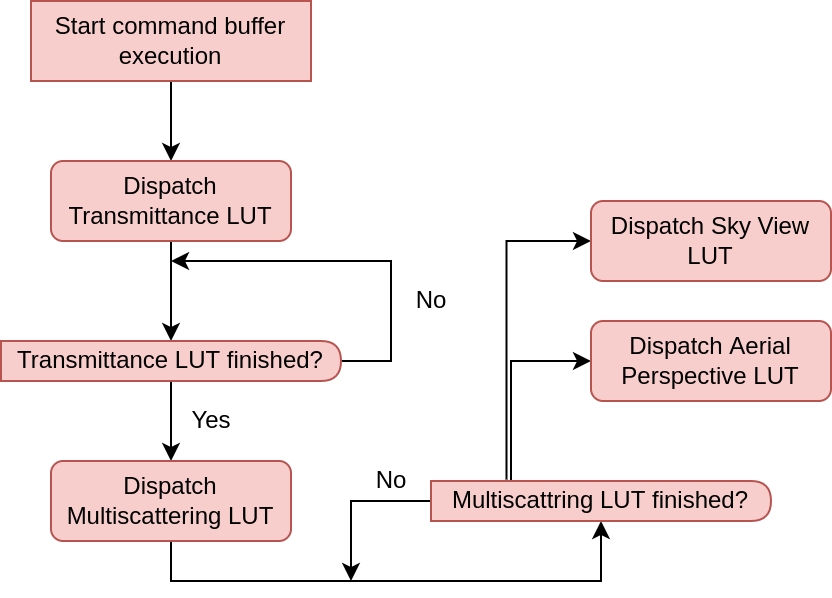 Start command buffer
execution
Dispatch
Transmittance LUT
No
Transmittance LUT finished?
Yes
Dispatch
Multiscattering LUT
No
Multiscattring LUT finished?
Dispatch Sky View
LUT
Dispatch Aerial
Perspective LUT